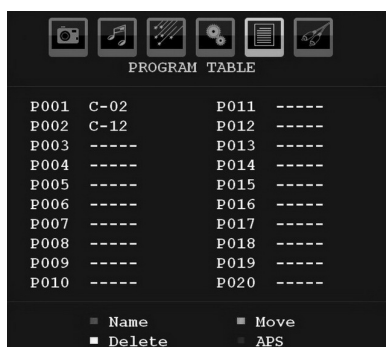 PROGRAM TABLE
P001 C-02 P011 -----
P002 C-12 P012 -----
P003 ----- P013 -----
P004 ----- P014 -----
P005 ----- P015 -----
P006 ----- P016 -----
P007 ----- P017 -----
P008 ----- P018 -----
P009 ----- P019 -----
P010 ----- P020 -----
Name Move
Delete APS